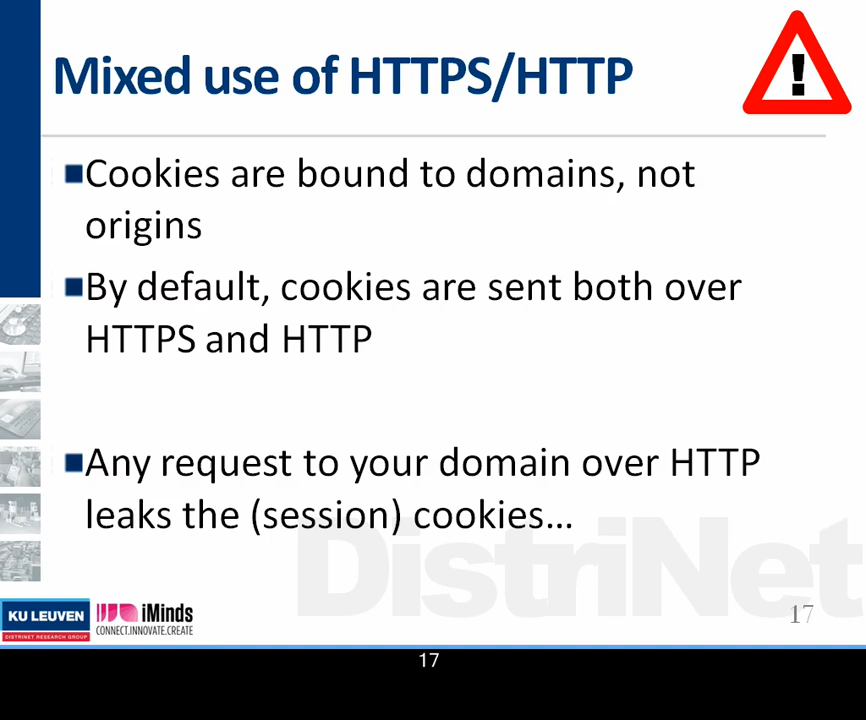 Mixed use of HTTPS/HTTP
!
Cookies are bound to domains, not
origins
By default, cookies are sent both over
HTTPS and HTTP
Any request to your domain over HTTP
leaks the (session) cookies...
DistriNet
KU LEUVEN
DISTRINET RESEARCH GROUP
iMinds
CONNECT.INNOVATE.CREATE
17
17